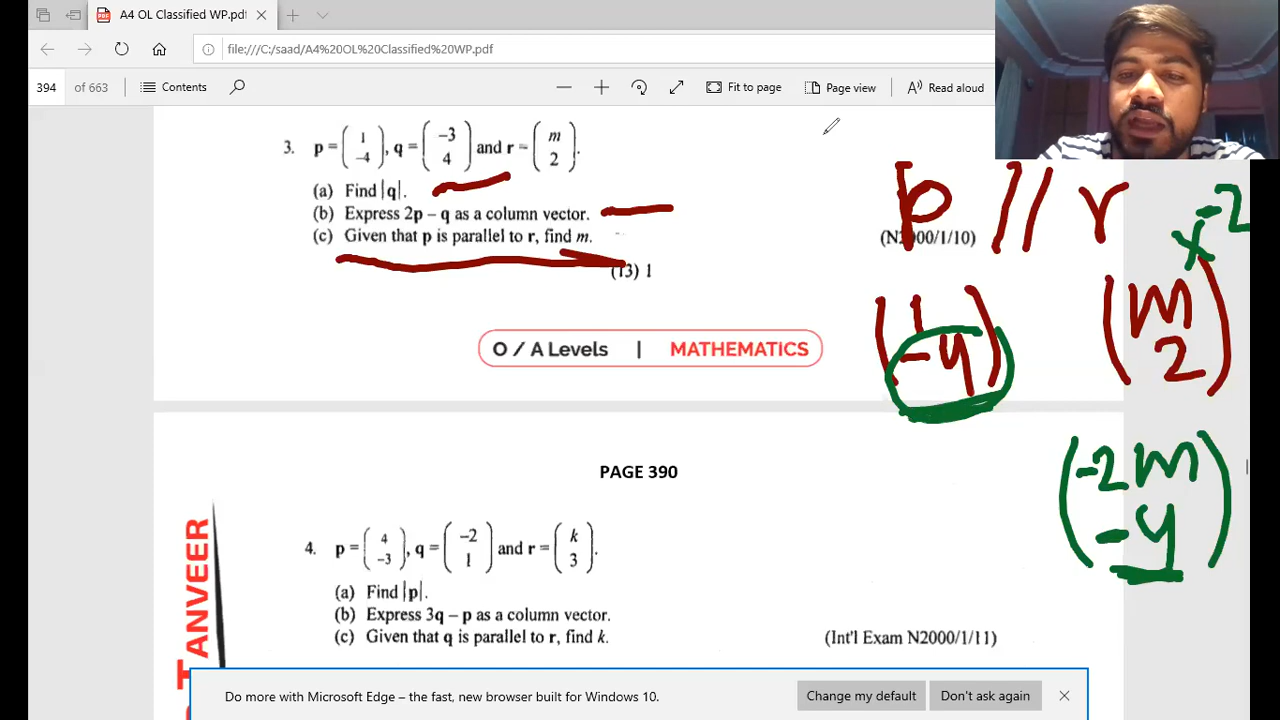 A4 OL Classified WP.pdf
file:///C:/saad/A4%20OL%20Classified%20WP.pdf
394 of 663 Contents Fit to page Page view Read aloud
3. p = ( 1 -4 ), q = ( -3 4 ) and r = ( m 2 ).
(a) Find |q|.
(b) Express 2p – q as a column vector.
(c) Given that p is parallel to r, find m.
(N2000/1/10)
(13) 1
p // r
x -2
( 1 -4 ) ( m 2 )
( -2m -4 )
O / A Levels | MATHEMATICS
PAGE 390
TANVEER
4. p = ( 4 -3 ), q = ( -2 1 ) and r = ( k 3 ).
(a) Find |p|.
(b) Express 3q – p as a column vector.
(c) Given that q is parallel to r, find k.
(Int'l Exam N2000/1/11)
Do more with Microsoft Edge – the fast, new browser built for Windows 10.
Change my default
Don't ask again